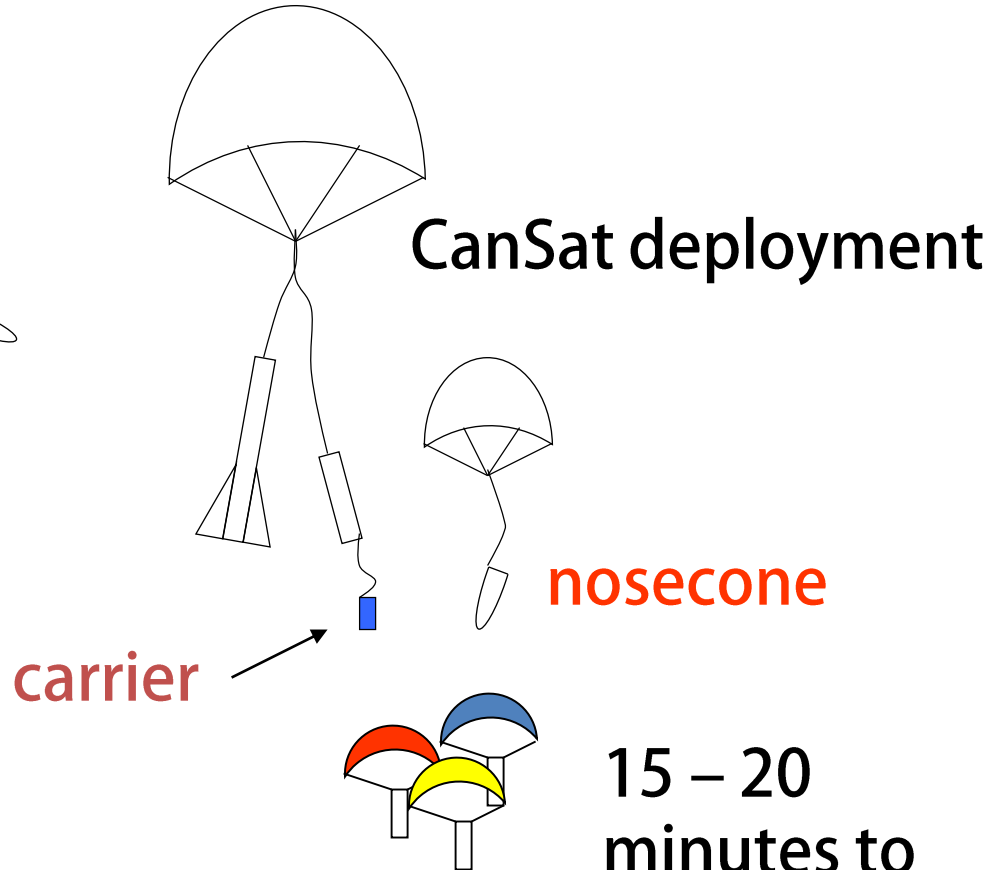 CanSat deployment
nosecone
carrier
15 – 20
minutes to